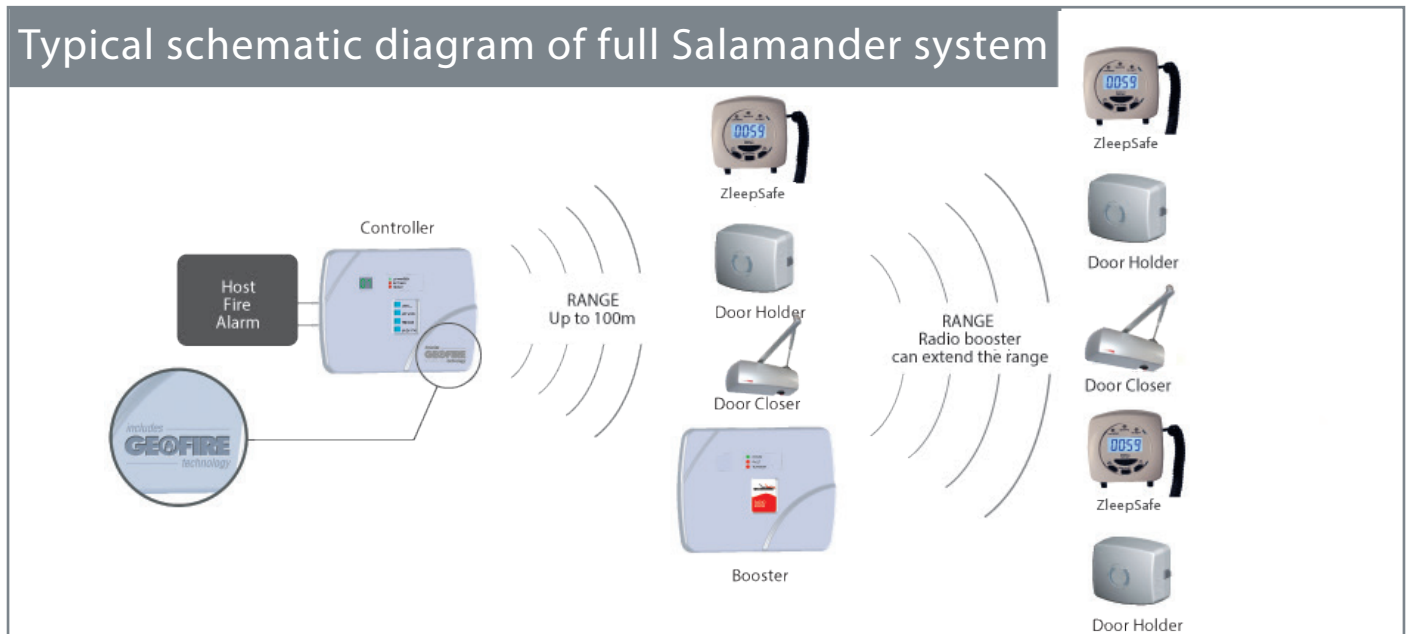 Typical schematic diagram of full Salamander system
Host
Fire
Alarm
Controller
includes
GEOFIRE
technology
GEOFIRE
technology
RANGE
Up to 100m
0059
ZleepSafe
Door Holder
Door Closer
Booster
RANGE
Radio booster
can extend the range
0059
ZleepSafe
Door Holder
Door Closer
0059
ZleepSafe
Door Holder